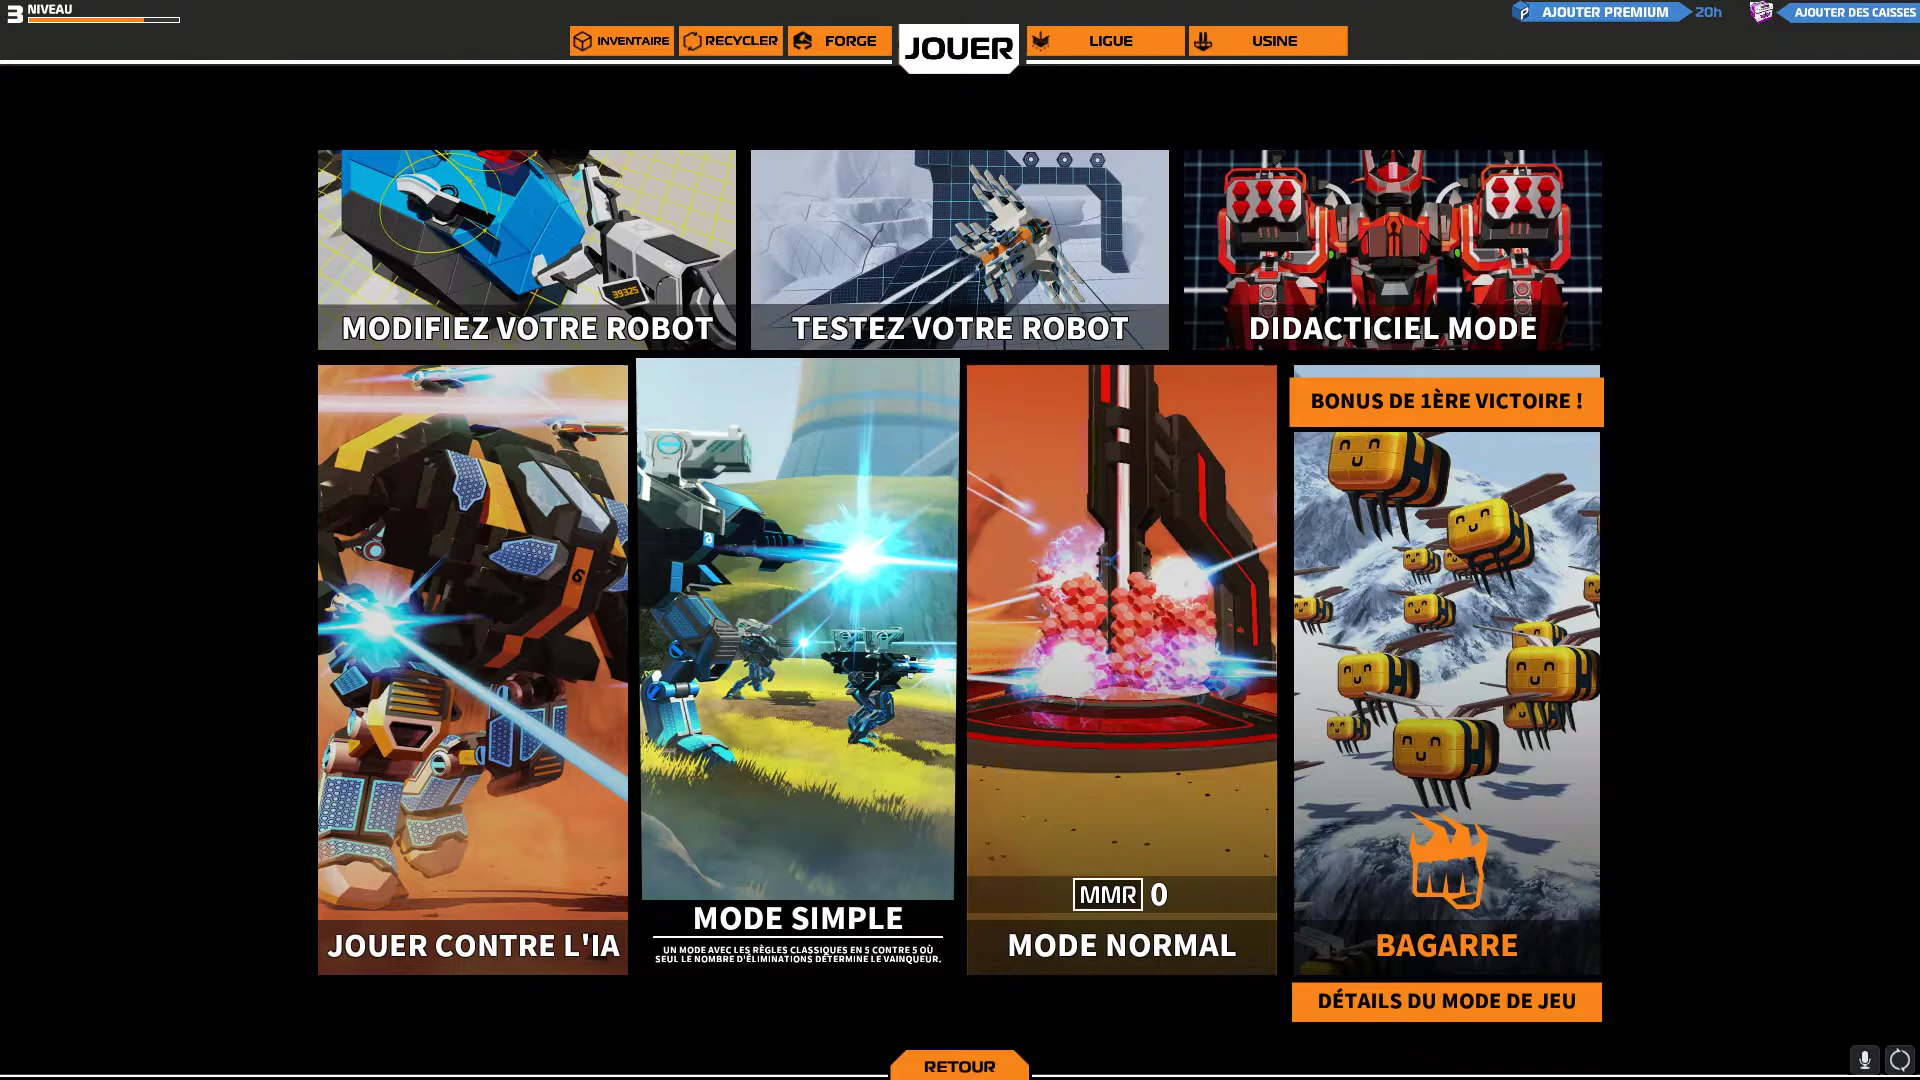 3 NIVEAU
AJOUTER PREMIUM 20h
AJOUTER DES CAISSES
INVENTAIRE
RECYCLER
FORGE
JOUER
LIGUE
USINE
39325
MODIFIEZ VOTRE ROBOT
TESTEZ VOTRE ROBOT
DIDACTICIEL MODE
6
JOUER CONTRE L'IA
MODE SIMPLE
UN MODE AVEC LES RÈGLES CLASSIQUES EN 5 CONTRE 5 OÙ
SEUL LE NOMBRE D'ÉLIMINATIONS DÉTERMINE LE VAINQUEUR.
MMR 0
MODE NORMAL
BONUS DE 1ÈRE VICTOIRE !
BAGARRE
DÉTAILS DU MODE DE JEU
RETOUR